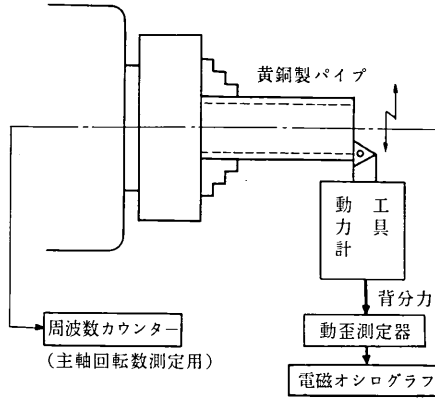 黄銅製パイプ
工具
動力計
背分力
周波数カウンター
(主軸回転数測定用)
動歪測定器
電磁オシログラフ